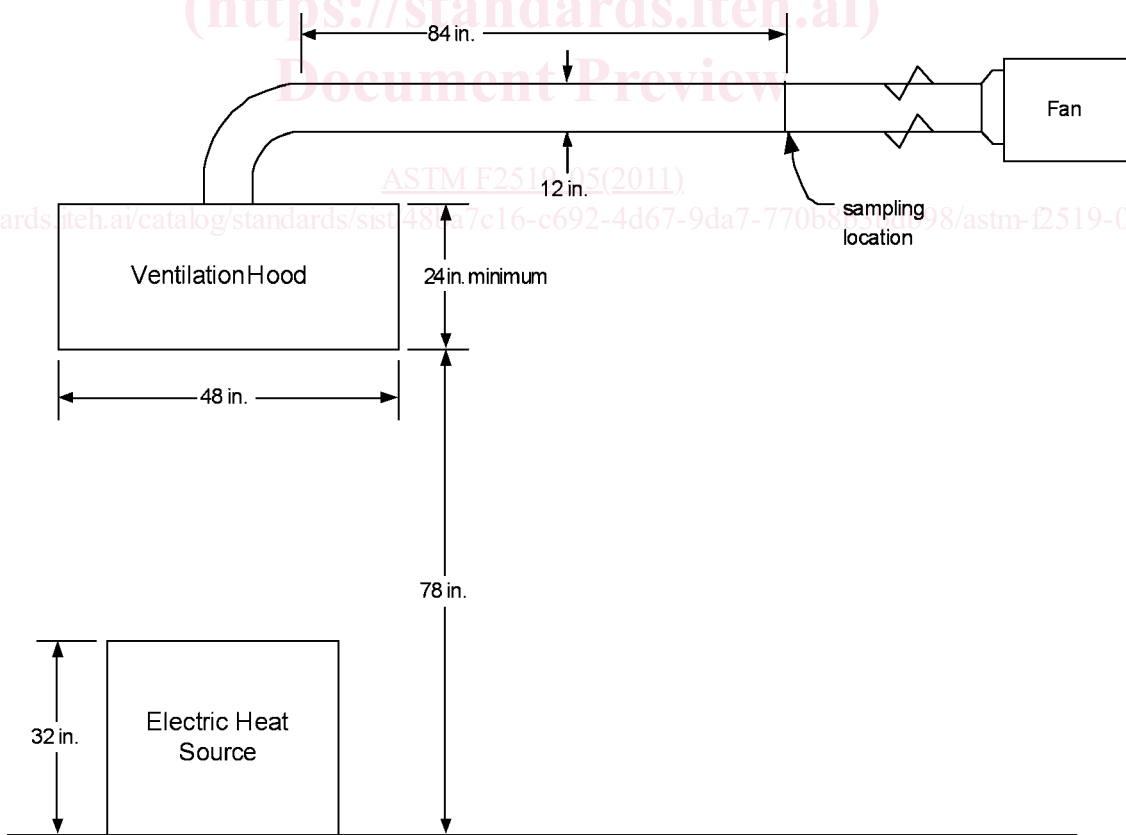 (https://standards.iteh.ai)
84 in.
Document Preview
Fan
ASTM F2519-05(2011)
12 in.
sampling
location
Ventilation Hood
24 in. minimum
48 in.
78 in.
32 in.
Electric Heat
Source